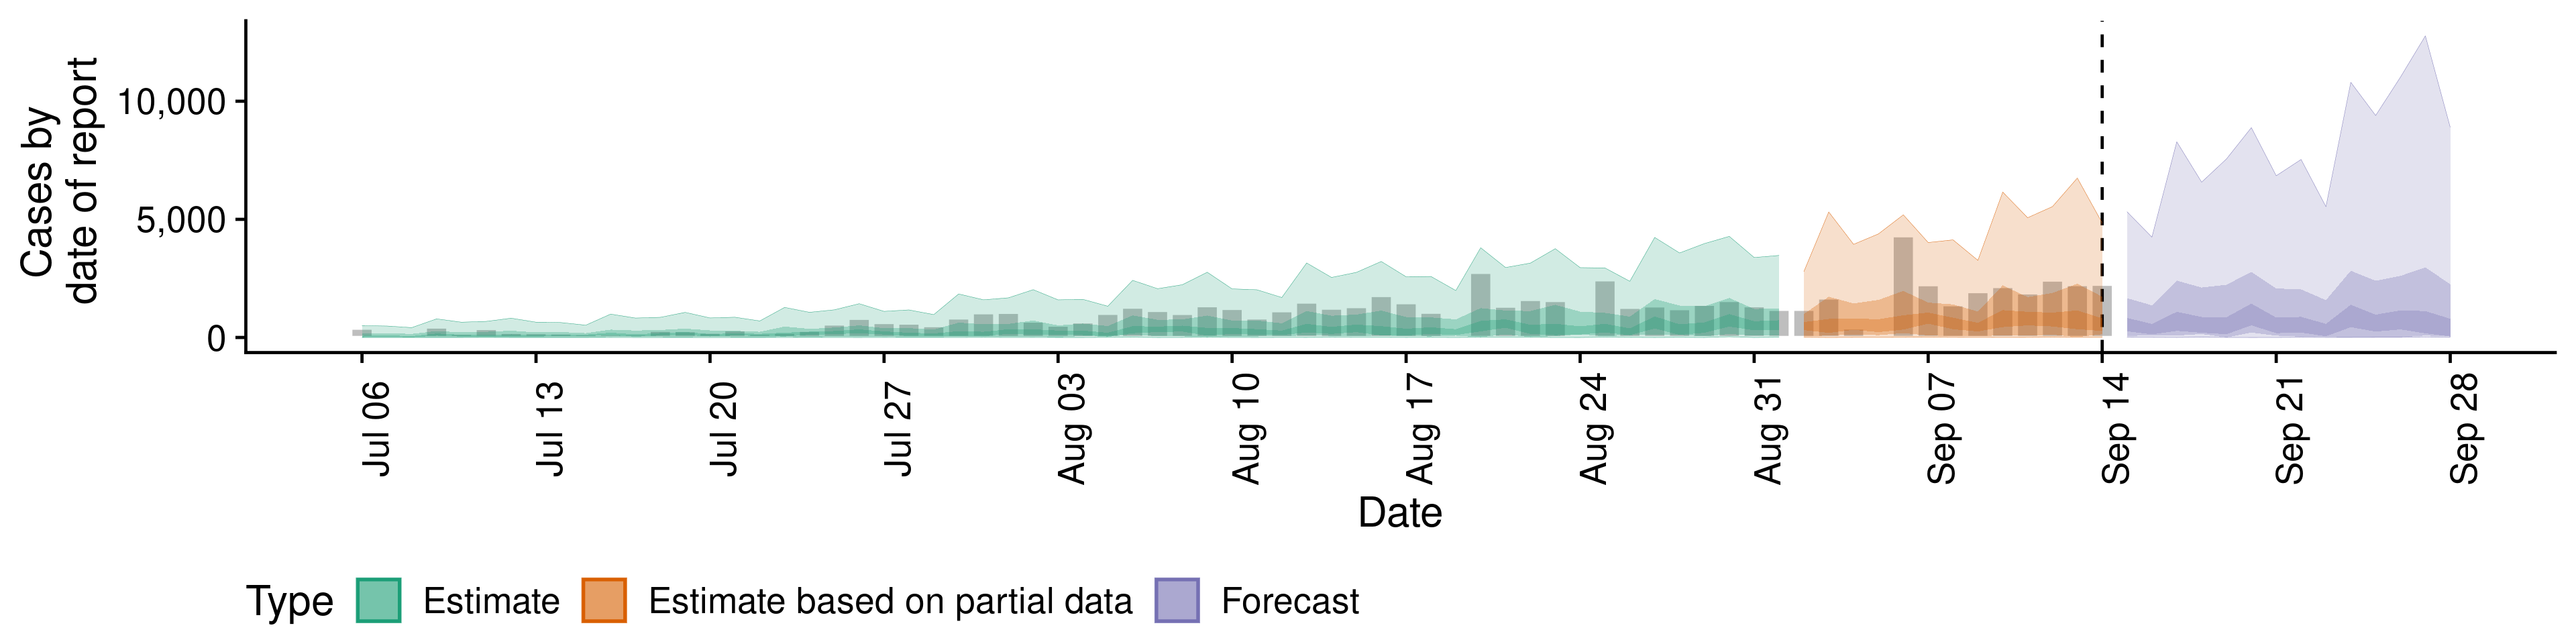 Cases by
date of report
10,000
5,000
0
Jul 06
Jul 13
Jul 20
Jul 27
Aug 03
Aug 10
Aug 17
Aug 24
Aug 31
Sep 07
Sep 14
Sep 21
Sep 28
Date
Type Estimate Estimate based on partial data Forecast